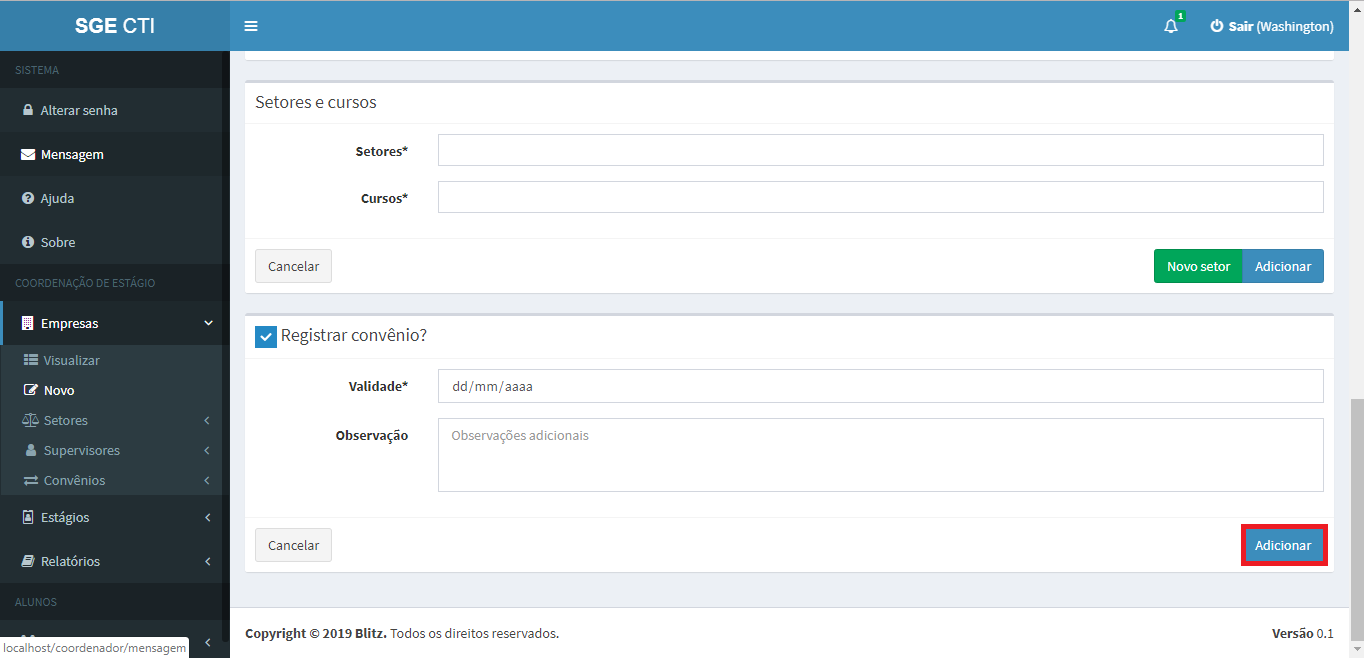 SGE CTI
1
Sair (Washington)
SISTEMA
Alterar senha
Mensagem
Ajuda
Sobre
COORDENAÇÃO DE ESTÁGIO
Empresas
Visualizar
Novo
Setores
Supervisores
Convênios
Estágios
Relatórios
ALUNOS
localhost/coordenador/mensagem
Setores e cursos
Setores*
Cursos*
Cancelar
Novo setor
Adicionar
Registrar convênio?
Validade*
dd/mm/aaaa
Observação
Observações adicionais
Cancelar
Adicionar
Copyright © 2019 Blitz. Todos os direitos reservados.
Versão 0.1